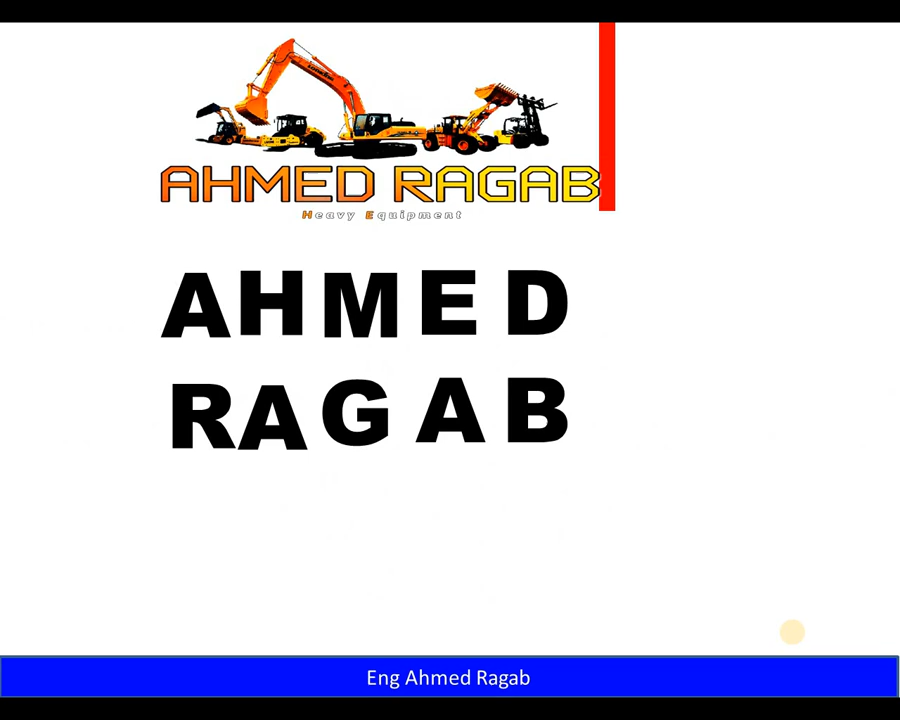 AHMED RAGAB
Heavy Equipment
AHMED
RAGAB
Eng Ahmed Ragab